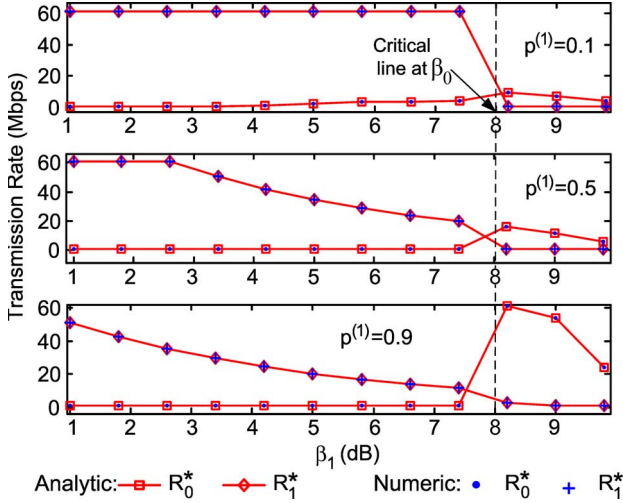 60
40
20
0
Critical
line at β0
p(1)=0.1
1 2 3 4 5 6 7 8 9
60
40
20
0
p(1)=0.5
1 2 3 4 5 6 7 8 9
60
40
20
0
p(1)=0.9
1 2 3 4 5 6 7 8 9
Transmission Rate (Mbps)
β1 (dB)
Analytic: R0* R1* Numeric: R0* R1*